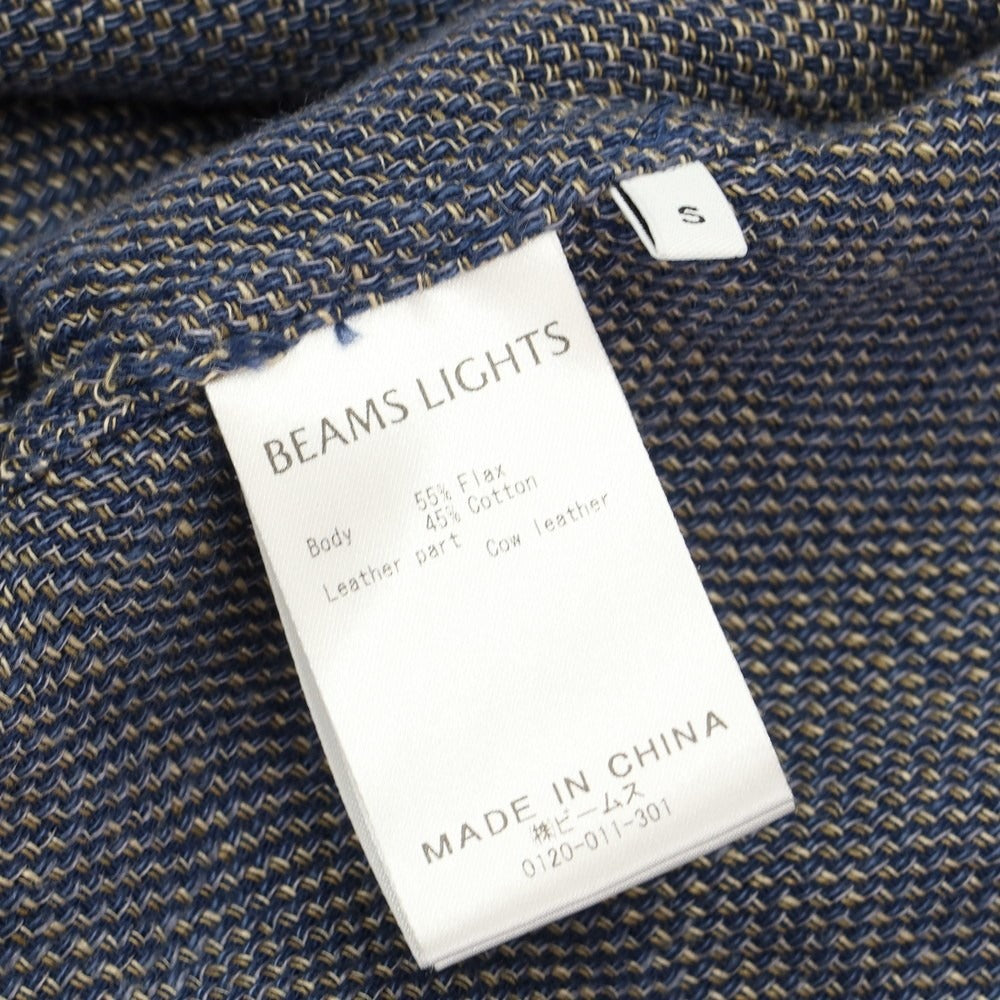 S
BEAMS LIGHTS
55% Flax
Body 45% Cotton
Leather part Cow leather
MADE IN CHINA
㈱ビームス
0120-011-301